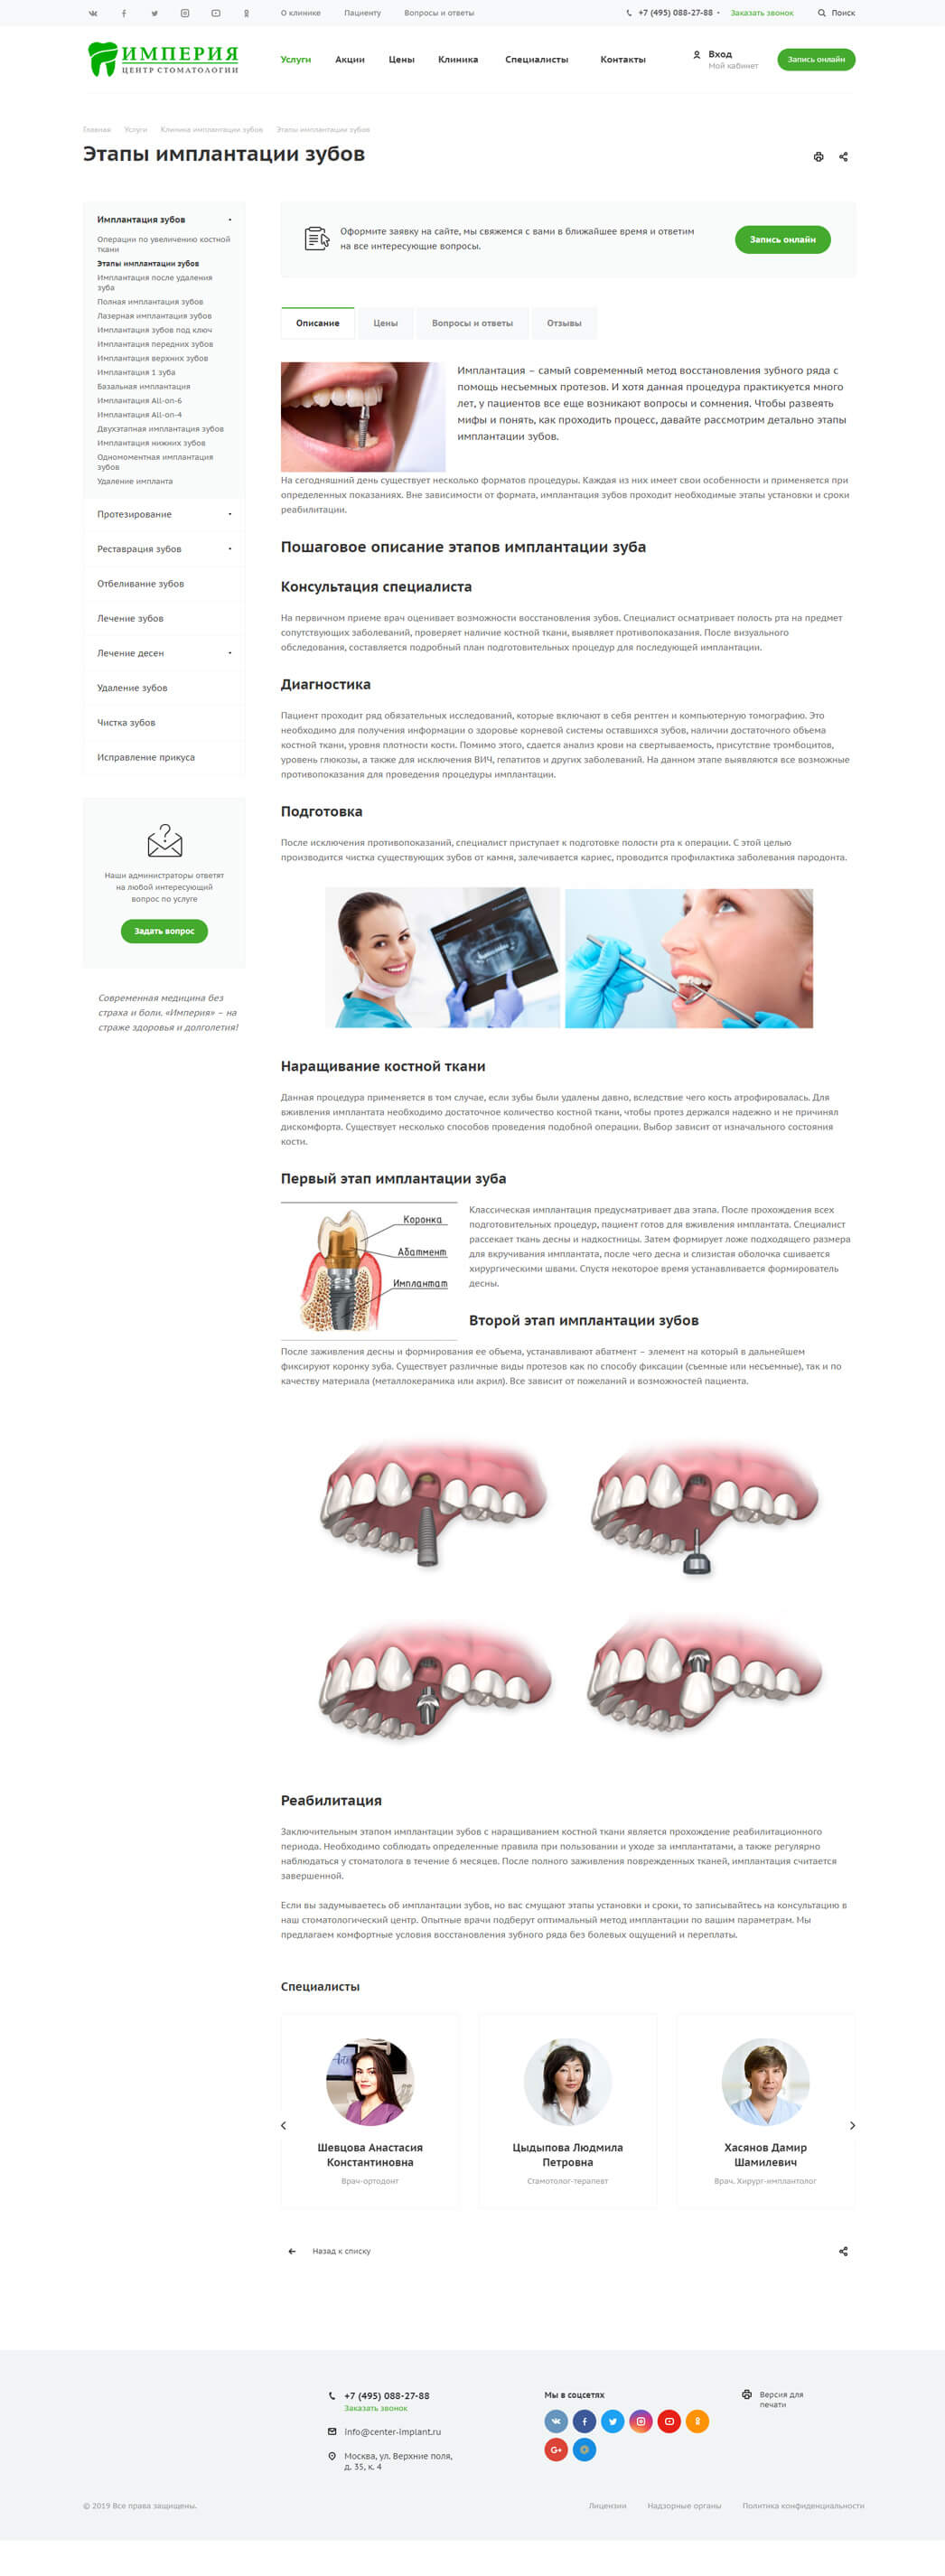 О клинике Пациенту Вопросы и ответы +7 (495) 088-27-88 Заказать звонок Поиск
ИМПЕРИЯ
ЦЕНТР СТОМАТОЛОГИИ
Услуги Акции Цены Клиника Специалисты Контакты
Вход
Мой кабинет
Запись онлайн
Главная Услуги Клиника имплантации зубов Этапы имплантации зубов
Этапы имплантации зубов
Имплантация зубов
Операции по увеличению костной
ткани
Этапы имплантации зубов
Имплантация после удаления
зуба
Полная имплантация зубов
Лазерная имплантация зубов
Имплантация зубов под ключ
Имплантация передних зубов
Имплантация верхних зубов
Имплантация 1 зуба
Базальная имплантация
Имплантация All-on-6
Имплантация All-on-4
Двухэтапная имплантация зубов
Имплантация нижних зубов
Одномоментная имплантация
зубов
Удаление импланта
Протезирование
Реставрация зубов
Отбеливание зубов
Лечение зубов
Лечение десен
Удаление зубов
Чистка зубов
Исправление прикуса
Наши администраторы ответят
на любой интересующий
вопрос по услуге
Задать вопрос
Современная медицина без
страха и боли. «Империя» – на
страже здоровья и долголетия!
Оформите заявку на сайте, мы свяжемся с вами в ближайшее время и ответим
на все интересующие вопросы.
Запись онлайн
Описание Цены Вопросы и ответы Отзывы
Имплантация – самый современный метод восстановления зубного ряда с
помощь несъемных протезов. И хотя данная процедура практикуется много
лет, у пациентов все еще возникают вопросы и сомнения. Чтобы развеять
мифы и понять, как проходить процесс, давайте рассмотрим детально этапы
имплантации зубов.
На сегодняшний день существует несколько форматов процедуры. Каждая из них имеет свои особенности и применяется при
определенных показаниях. Вне зависимости от формата, имплантация зубов проходит необходимые этапы установки и сроки
реабилитации.
Пошаговое описание этапов имплантации зуба
Консультация специалиста
На первичном приеме врач оценивает возможности восстановления зубов. Специалист осматривает полость рта на предмет
сопутствующих заболеваний, проверяет наличие костной ткани, выявляет противопоказания. После визуального
обследования, составляется подробный план подготовительных процедур для последующей имплантации.
Диагностика
Пациент проходит ряд обязательных исследований, которые включают в себя рентген и компьютерную томографию. Это
необходимо для получения информации о здоровье корневой системы оставшихся зубов, наличии достаточного объема
костной ткани, уровня плотности кости. Помимо этого, сдается анализ крови на свертываемость, присутствие тромбоцитов,
уровень глюкозы, а также для исключения ВИЧ, гепатитов и других заболеваний. На данном этапе выявляются все возможные
противопоказания для проведения процедуры имплантации.
Подготовка
После исключения противопоказаний, специалист приступает к подготовке полости рта к операции. С этой целью
производится чистка существующих зубов от камня, залечивается кариес, проводится профилактика заболевания пародонта.
Наращивание костной ткани
Данная процедура применяется в том случае, если зубы были удалены давно, вследствие чего кость атрофировалась. Для
вживления имплантата необходимо достаточное количество костной ткани, чтобы протез держался надежно и не причинял
дискомфорта. Существует несколько способов проведения подобной операции. Выбор зависит от изначального состояния
кости.
Первый этап имплантации зуба
Коронка
Абатмент
Имплантат
Классическая имплантация предусматривает два этапа. После прохождения всех
подготовительных процедур, пациент готов для вживления имплантата. Специалист
рассекает ткань десны и надкостницы. Затем формирует ложе подходящего размера
для вкручивания имплантата, после чего десна и слизистая оболочка сшивается
хирургическими швами. Спустя некоторое время устанавливается формирователь
десны.
Второй этап имплантации зубов
После заживления десны и формирования ее объема, устанавливают абатмент – элемент на который в дальнейшем
фиксируют коронку зуба. Существует различные виды протезов как по способу фиксации (съемные или несъемные), так и по
качеству материала (металлокерамика или акрил). Все зависит от пожеланий и возможностей пациента.
Реабилитация
Заключительным этапом имплантации зубов с наращиванием костной ткани является прохождение реабилитационного
периода. Необходимо соблюдать определенные правила при пользовании и уходе за имплантатами, а также регулярно
наблюдаться у стоматолога в течение 6 месяцев. После полного заживления поврежденных тканей, имплантация считается
завершенной.
Если вы задумываетесь об имплантации зубов, но вас смущают этапы установки и сроки, то записывайтесь на консультацию в
наш стоматологический центр. Опытные врачи подберут оптимальный метод имплантации по вашим параметрам. Мы
предлагаем комфортные условия восстановления зубного ряда без болевых ощущений и переплаты.
Специалисты
Шевцова Анастасия
Константиновна
Врач-ортодонт
Цыдыпова Людмила
Петровна
Стамотолог-терапевт
Хасянов Дамир
Шамилевич
Врач. Хирург-имплантолог
Назад к списку
+7 (495) 088-27-88
Заказать звонок
info@center-implant.ru
Москва, ул. Верхние поля,
д. 35, к. 4
Мы в соцсетях
G+
Версия для
печати
© 2019 Все права защищены.
Лицензии Надзорные органы Политика конфиденциальности